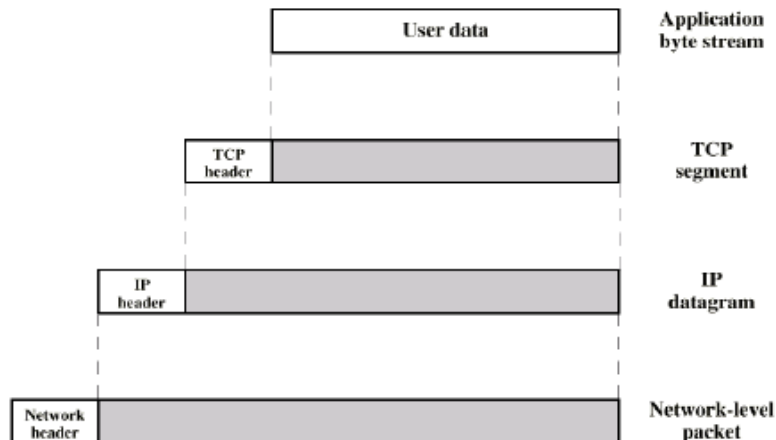 User data
Application
byte stream
TCP
header
TCP
segment
IP
header
IP
datagram
Network
header
Network-level
packet